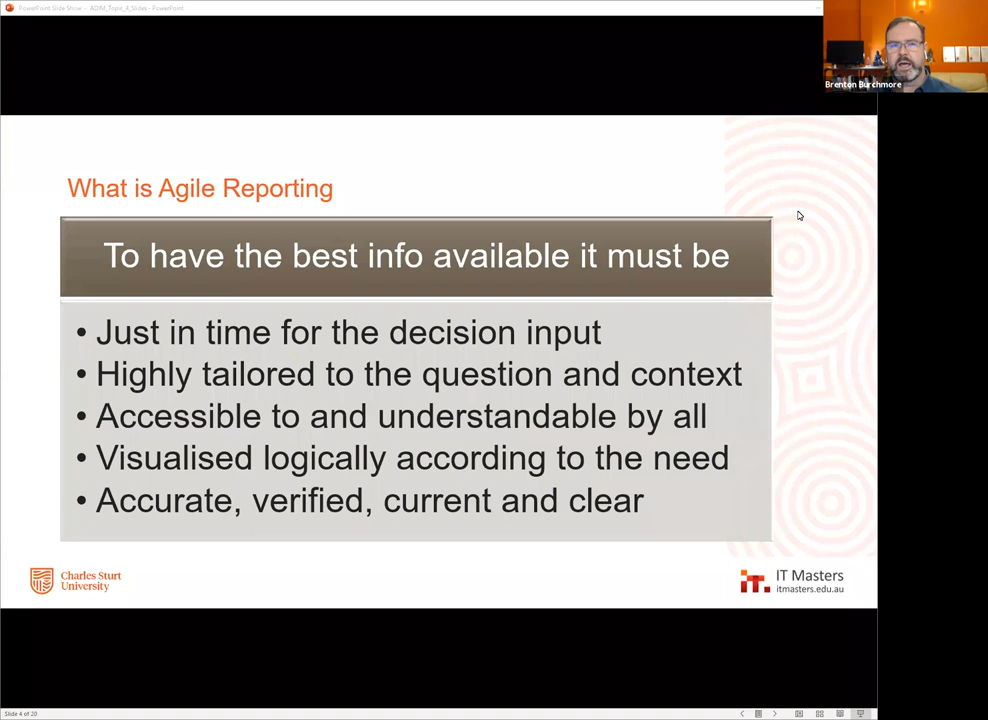 PowerPoint Slide Show - ADIM_Topic_4_Slides - PowerPoint
Brenton Burchmore
What is Agile Reporting
To have the best info available it must be
• Just in time for the decision input
• Highly tailored to the question and context
• Accessible to and understandable by all
• Visualised logically according to the need
• Accurate, verified, current and clear
Charles Sturt
University
IT Masters
itmasters.edu.au
Slide 4 of 20